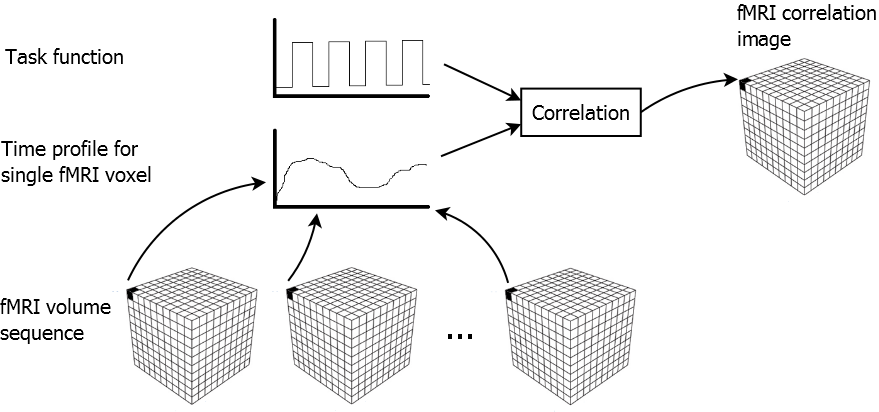 fMRI correlation
image
Task function
Correlation
Time profile for
single fMRI voxel
fMRI volume
sequence
...